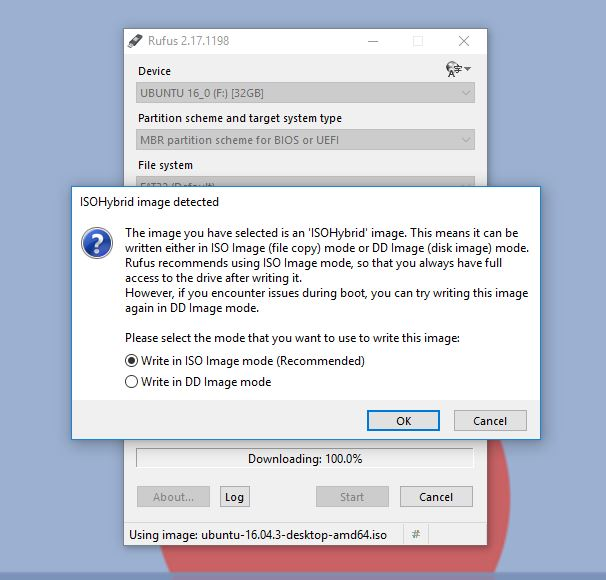 Rufus 2.17.1198
Device
UBUNTU 16_0 (F:) [32GB]
Partition scheme and target system type
MBR partition scheme for BIOS or UEFI
File system
FAT32 (Default)
ISOHybrid image detected
The image you have selected is an 'ISOHybrid' image. This means it can be
written either in ISO Image (file copy) mode or DD Image (disk image) mode.
Rufus recommends using ISO Image mode, so that you always have full
access to the drive after writing it.
However, if you encounter issues during boot, you can try writing this image
again in DD Image mode.
Please select the mode that you want to use to write this image:
Write in ISO Image mode (Recommended)
Write in DD Image mode
OK Cancel
Downloading: 100.0%
About... Log Start Cancel
Using image: ubuntu-16.04.3-desktop-amd64.iso #